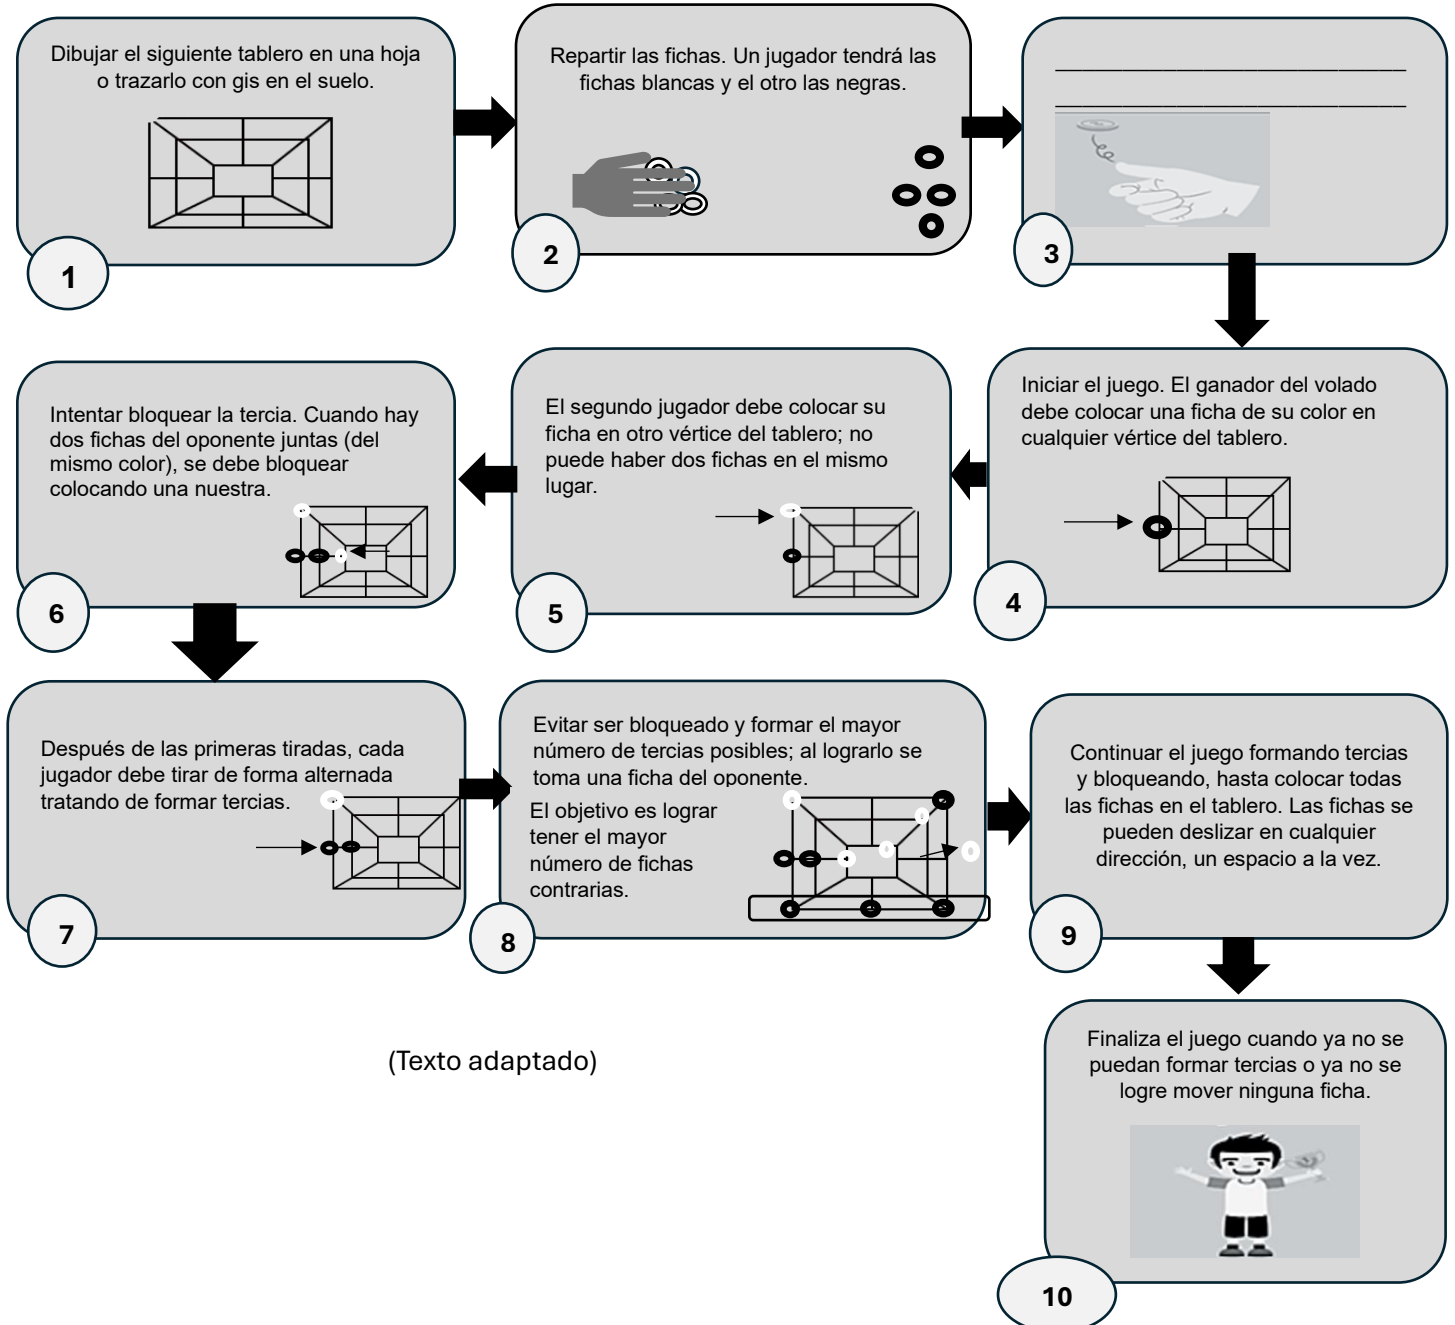 Dibujar el siguiente tablero en una hoja
o trazarlo con gis en el suelo.
1
Repartir las fichas. Un jugador tendrá las
fichas blancas y el otro las negras.
2
3
Iniciar el juego. El ganador del volado
debe colocar una ficha de su color en
cualquier vértice del tablero.
4
El segundo jugador debe colocar su
ficha en otro vértice del tablero; no
puede haber dos fichas en el mismo
lugar.
5
Intentar bloquear la tercia. Cuando hay
dos fichas del oponente juntas (del
mismo color), se debe bloquear
colocando una nuestra.
6
Después de las primeras tiradas, cada
jugador debe tirar de forma alternada
tratando de formar tercias.
7
Evitar ser bloqueado y formar el mayor
número de tercias posibles; al lograrlo se
toma una ficha del oponente.
El objetivo es lograr
tener el mayor
número de fichas
contrarias.
8
Continuar el juego formando tercias
y bloqueando, hasta colocar todas
las fichas en el tablero. Las fichas se
pueden deslizar en cualquier
dirección, un espacio a la vez.
9
Finaliza el juego cuando ya no se
puedan formar tercias o ya no se
logre mover ninguna ficha.
10
(Texto adaptado)